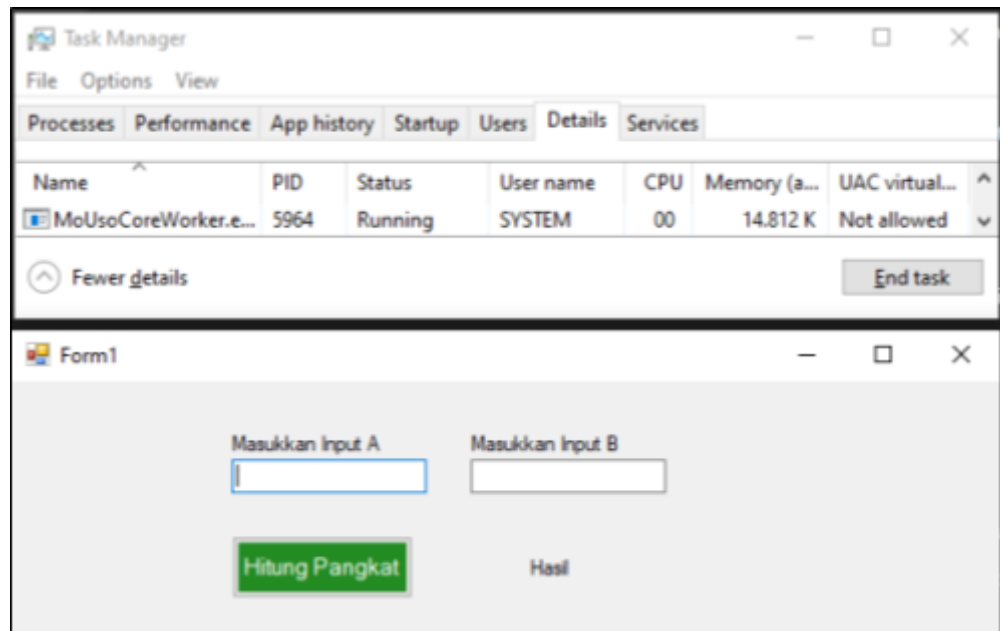 Task Manager
File Options View
Processes Performance App history Startup Users Details Services
Name PID Status User name CPU Memory (a... UAC virtual...
MoUsoCoreWorker.e... 5964 Running SYSTEM 00 14.812 K Not allowed
Fewer details End task
Form1
Masukkan Input A Masukkan Input B
Hitung Pangkat Hasil